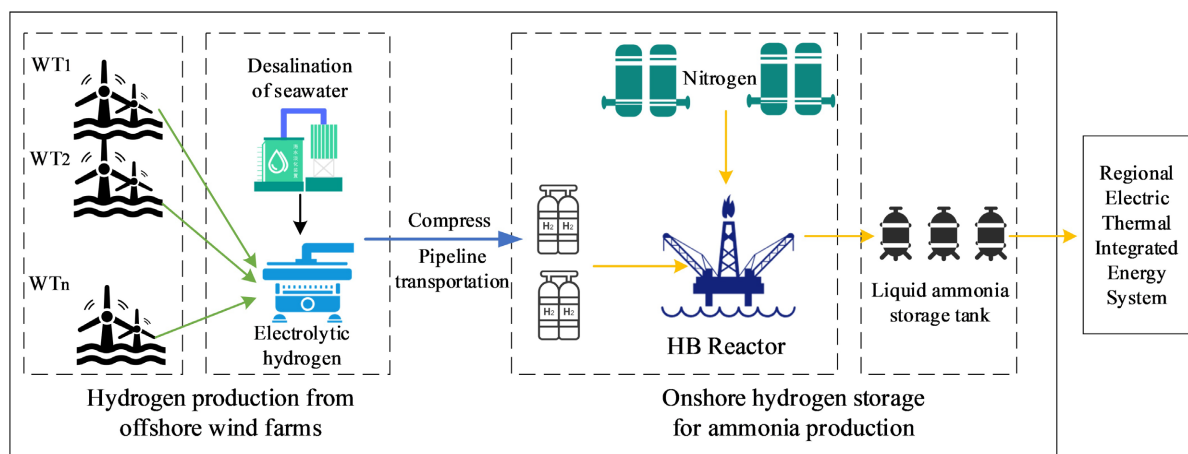 WT1
WT2
WTn
Desalination
of seawater
Electrolytic
hydrogen
Hydrogen production from
offshore wind farms
Compress
Pipeline
transportation
H2 H2
H2 H2
Nitrogen
HB Reactor
Onshore hydrogen storage
for ammonia production
Liquid ammonia
storage tank
Regional
Electric
Thermal
Integrated
Energy
System